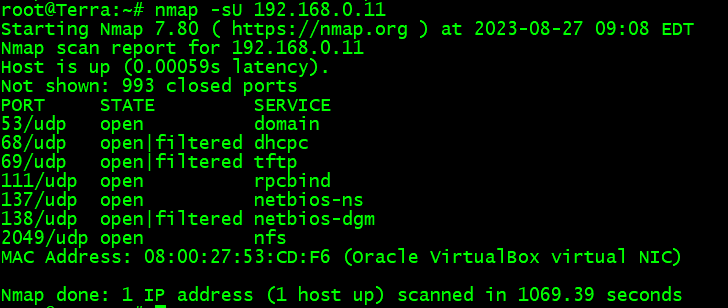 root@Terra:~# nmap -sU 192.168.0.11
Starting Nmap 7.80 ( https://nmap.org ) at 2023-08-27 09:08 EDT
Nmap scan report for 192.168.0.11
Host is up (0.00059s latency).
Not shown: 993 closed ports
PORT     STATE         SERVICE
53/udp   open          domain
68/udp   open|filtered dhcpc
69/udp   open|filtered tftp
111/udp  open          rpcbind
137/udp  open          netbios-ns
138/udp  open|filtered netbios-dgm
2049/udp open          nfs
MAC Address: 08:00:27:53:CD:F6 (Oracle VirtualBox virtual NIC)
Nmap done: 1 IP address (1 host up) scanned in 1069.39 seconds